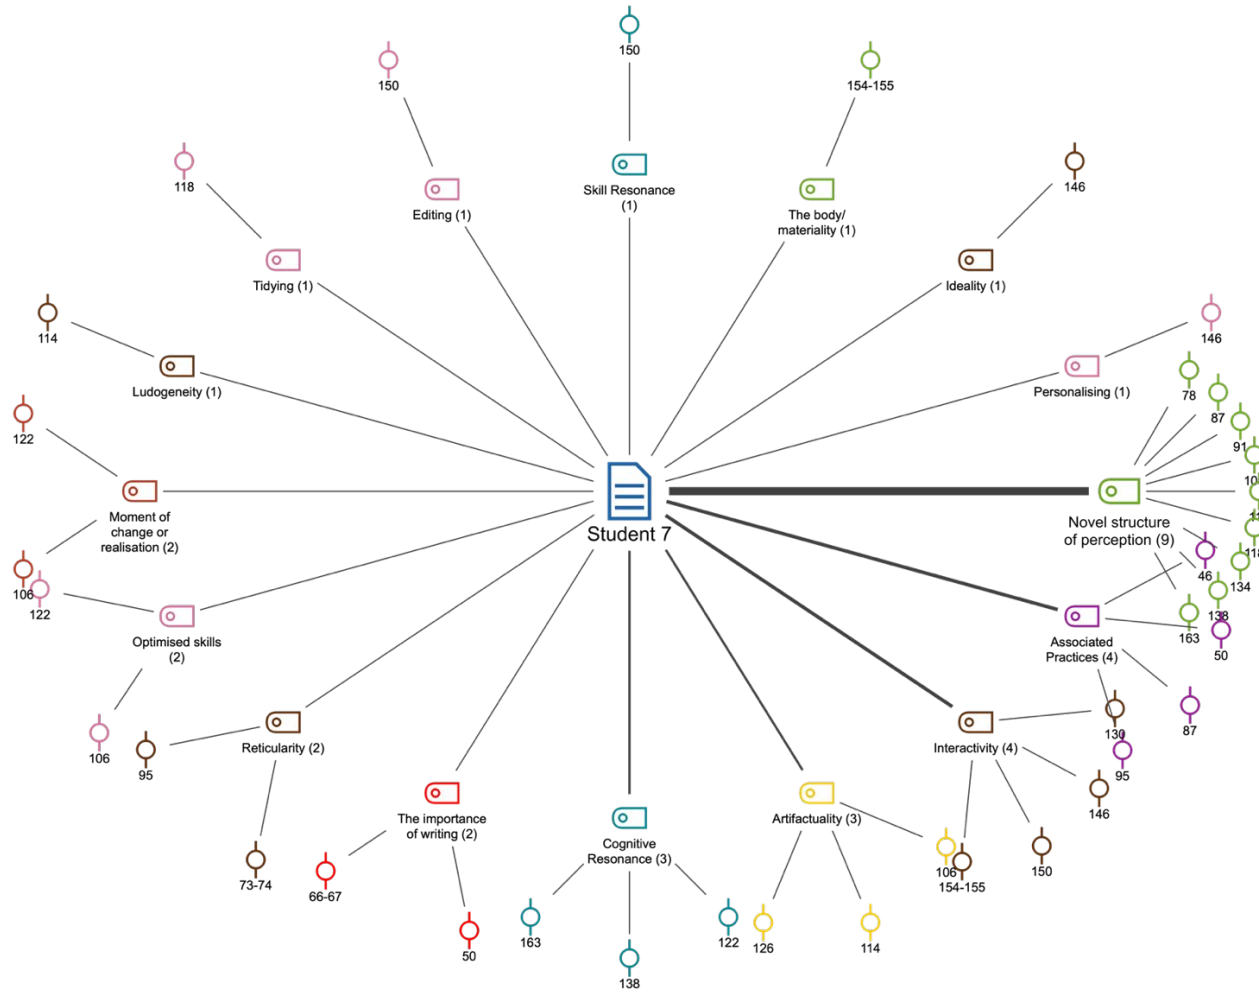 150
150
154-155
118
146
Skill Resonance
(1)
Editing (1)
The body/
materiality (1)
Tidying (1)
Ideality (1)
114
146
Ludogeneity (1)
Personalising (1)
78
87
122
91
Moment of
change or
realisation (2)
Student 7
Novel structure
of perception (9)
118
134
46
138
106
122
163
50
Optimised skills
(2)
Associated
Practices (4)
87
106
95
Reticularity (2)
Interactivity (4)
130
95
146
The importance
of writing (2)
Cognitive
Resonance (3)
Artifactuality (3)
73-74
66-67
106
154-155
150
50
163
122
126
114
138